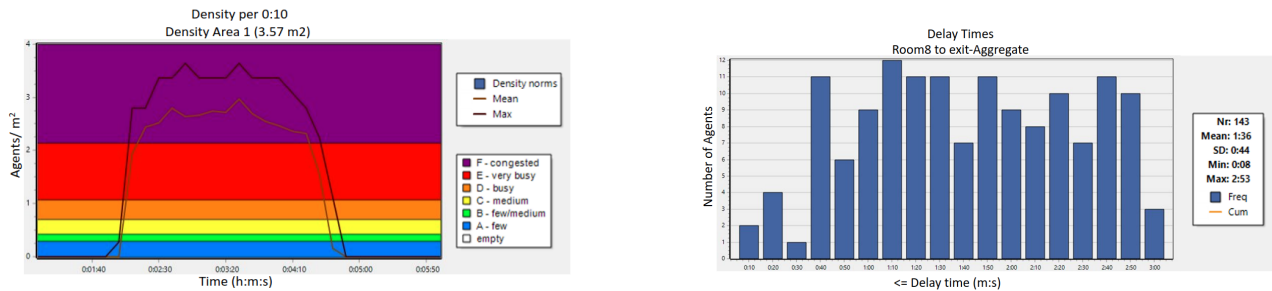 Density per 0:10
Density Area 1 (3.57 m2)
4
3
2
1
0
Agents/ m²
0:01:40 0:02:30 0:03:20 0:04:10 0:05:00 0:05:50
Time (h:m:s)
Density norms
Mean
Max
F - congested
E - very busy
D - busy
C - medium
B - few/medium
A - few
empty
Delay Times
Room8 to exit-Aggregate
12
11
10
9
8
7
6
5
4
3
2
1
0
Number of Agents
0:10 0:20 0:30 0:40 0:50 1:00 1:10 1:20 1:30 1:40 1:50 2:00 2:10 2:20 2:30 2:40 2:50 3:00
<= Delay time (m:s)
Nr: 143
Mean: 1:36
SD: 0:44
Min: 0:08
Max: 2:53
Freq
Cum